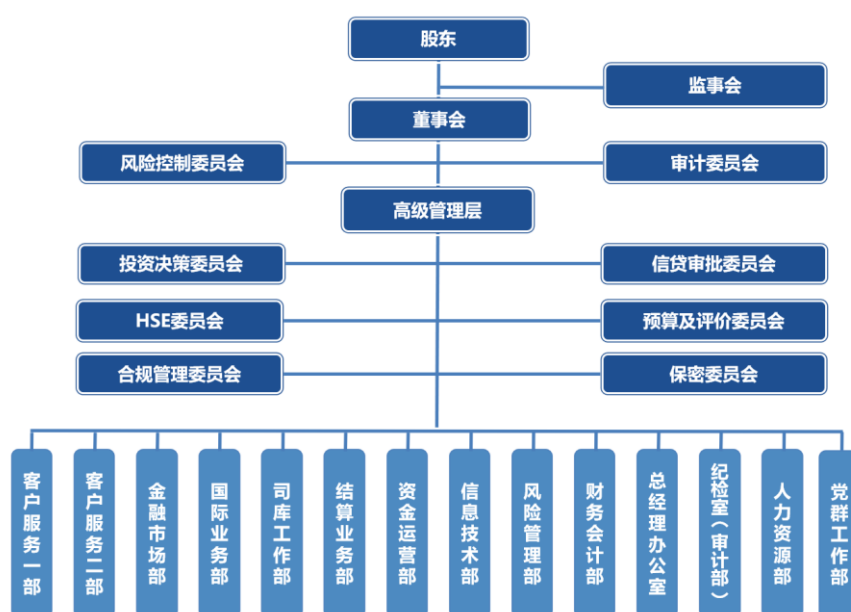 股东
监事会
董事会
风险控制委员会
审计委员会
高级管理层
投资决策委员会
信贷审批委员会
HSE委员会
预算及评价委员会
合规管理委员会
保密委员会
客户服务一部
客户服务二部
金融市场部
国际业务部
司库工作部
结算业务部
资金运营部
信息技术部
风险管理部
财务会计部
总经理办公室
纪检室（审计部）
人力资源部
党群工作部